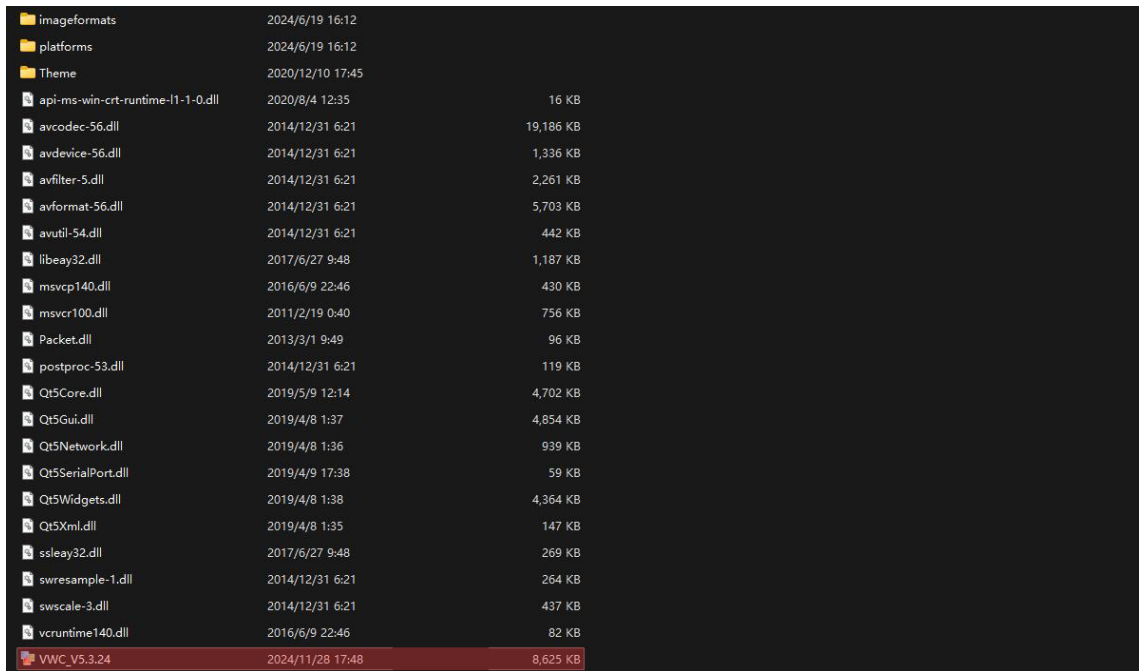 imageformats 2024/6/19 16:12
platforms 2024/6/19 16:12
Theme 2020/12/10 17:45
api-ms-win-crt-runtime-l1-1-0.dll 2020/8/4 12:35 16 KB
avcodec-56.dll 2014/12/31 6:21 19,186 KB
avdevice-56.dll 2014/12/31 6:21 1,336 KB
avfilter-5.dll 2014/12/31 6:21 2,261 KB
avformat-56.dll 2014/12/31 6:21 5,703 KB
avutil-54.dll 2014/12/31 6:21 442 KB
libeay32.dll 2017/6/27 9:48 1,187 KB
msvcp140.dll 2016/6/9 22:46 430 KB
msvcr100.dll 2011/2/19 0:40 756 KB
Packet.dll 2013/3/1 9:49 96 KB
postproc-53.dll 2014/12/31 6:21 119 KB
Qt5Core.dll 2019/5/9 12:14 4,702 KB
Qt5Gui.dll 2019/4/8 1:37 4,854 KB
Qt5Network.dll 2019/4/8 1:36 939 KB
Qt5SerialPort.dll 2019/4/9 17:38 59 KB
Qt5Widgets.dll 2019/4/8 1:38 4,364 KB
Qt5Xml.dll 2019/4/8 1:35 147 KB
ssleay32.dll 2017/6/27 9:48 269 KB
swresample-1.dll 2014/12/31 6:21 264 KB
swscale-3.dll 2014/12/31 6:21 437 KB
vcruntime140.dll 2016/6/9 22:46 82 KB
VWC_V5.3.24 2024/11/28 17:48 8,625 KB